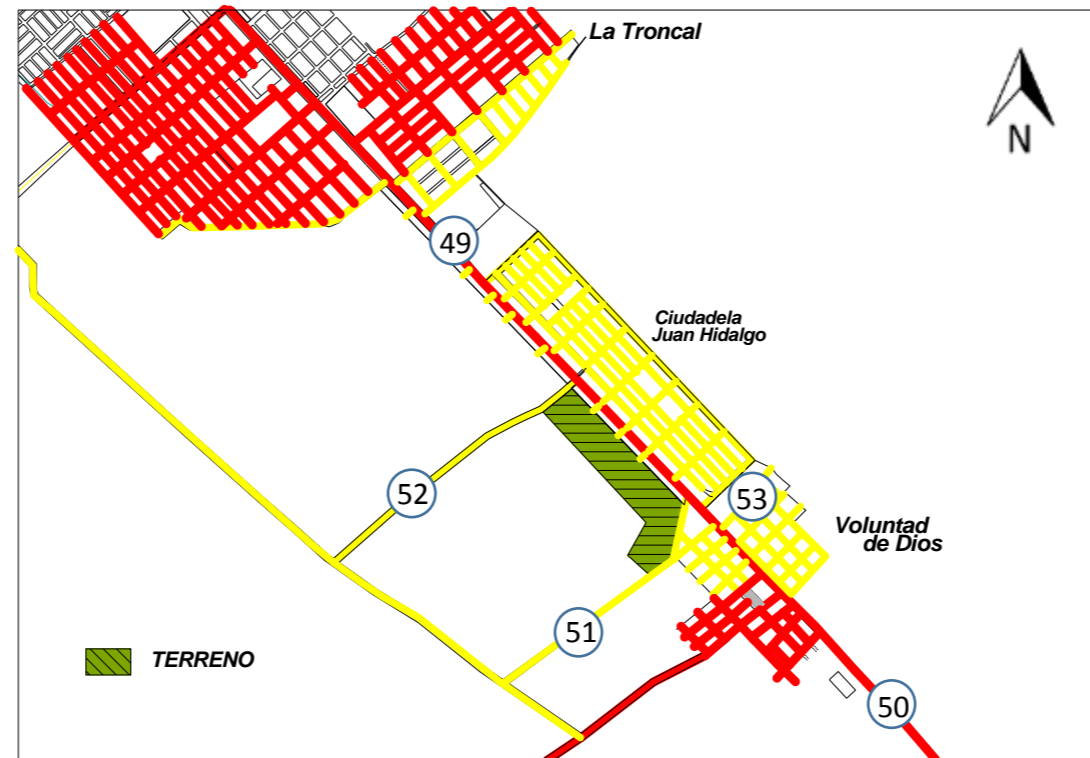 La Troncal
N
49
Ciudadela
Juan Hidalgo
52
53
Voluntad
de Dios
51
TERRENO
50